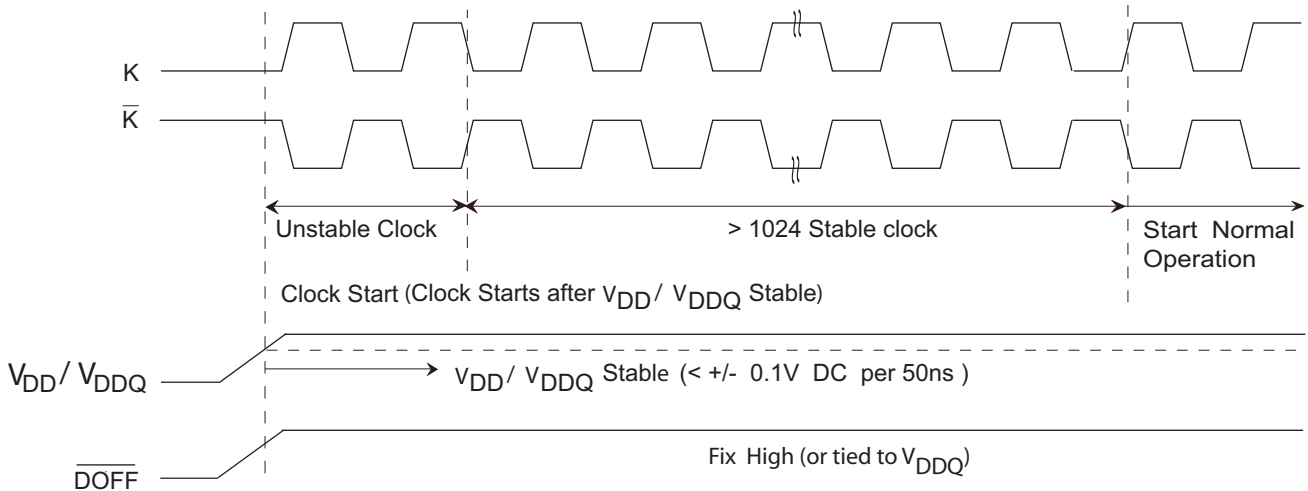 K
K̅
Unstable Clock
> 1024 Stable clock
Start Normal
Operation
Clock Start (Clock Starts after VDD/ VDDQ Stable)
VDD/ VDDQ
VDD/ VDDQ Stable (< +/- 0.1V DC per 50ns )
Fix High (or tied to VDDQ)
D̅O̅F̅F̅